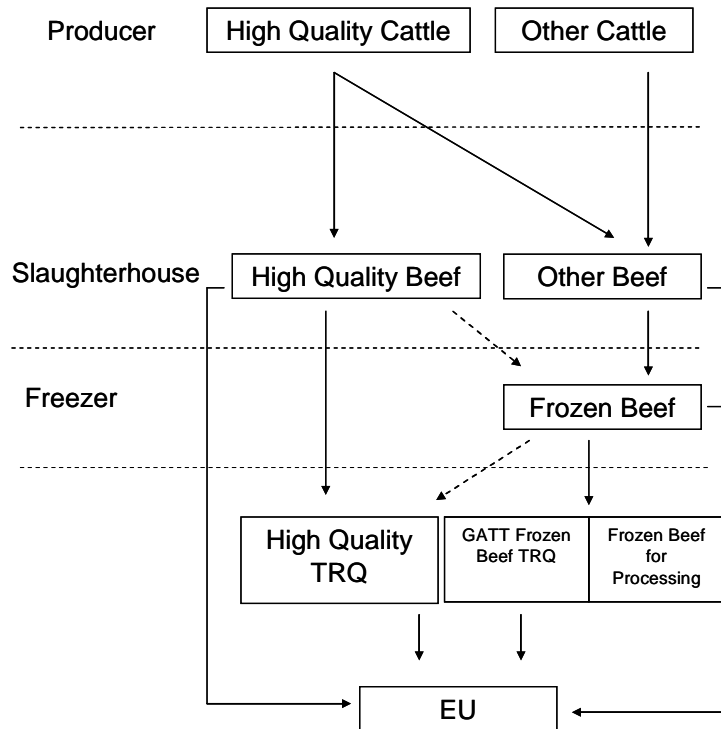 Producer
High Quality Cattle
Other Cattle
Slaughterhouse
High Quality Beef
Other Beef
Freezer
Frozen Beef
High Quality
TRQ
GATT Frozen
Beef TRQ
Frozen Beef
for
Processing
EU